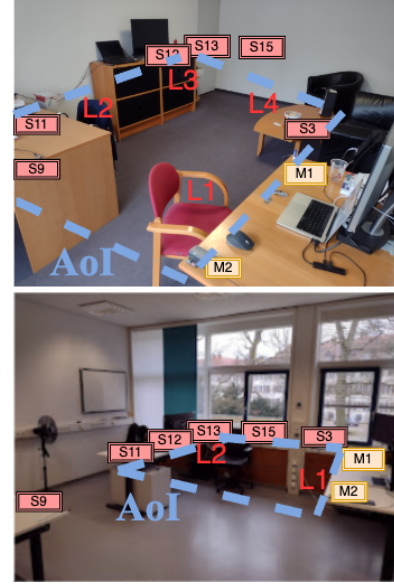 S12 S13 S15
L3
L2
L4
S11
S3
S9
M1
L1
AoI
M2
S13 S15 S3
S12
S11
L2
M1
L1
M2
S9
AoI